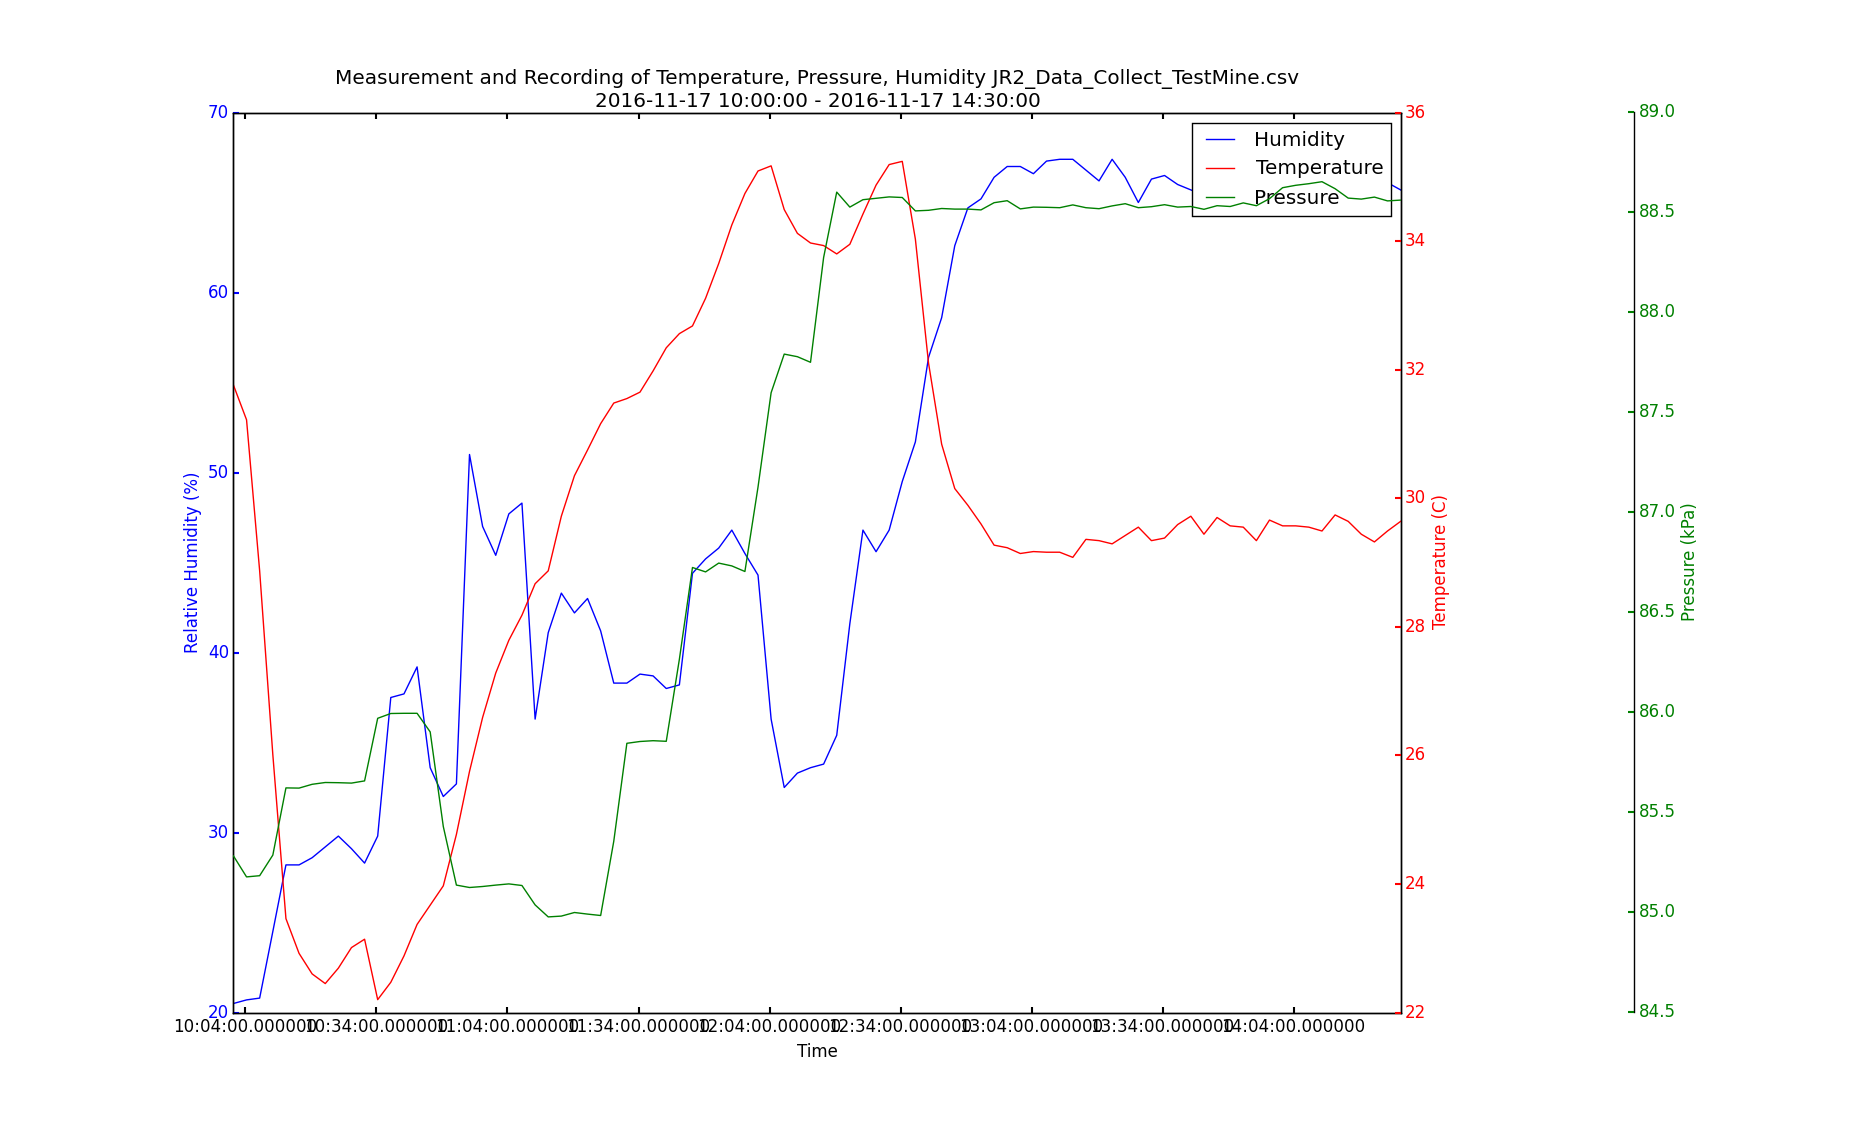 Measurement and Recording of Temperature, Pressure, Humidity JR2_Data_Collect_TestMine.csv
2016-11-17 10:00:00 - 2016-11-17 14:30:00
Humidity
Temperature
Pressure
70
60
50
40
30
20
Relative Humidity (%)
36
34
32
30
28
26
24
22
Temperature (C)
89.0
88.5
88.0
87.5
87.0
86.5
86.0
85.5
85.0
84.5
Pressure (kPa)
10:04:00.000000 10:34:00.000000 11:04:00.000000 11:34:00.000000 12:04:00.000000 12:34:00.000000 13:04:00.000000 13:34:00.000000 14:04:00.000000
Time